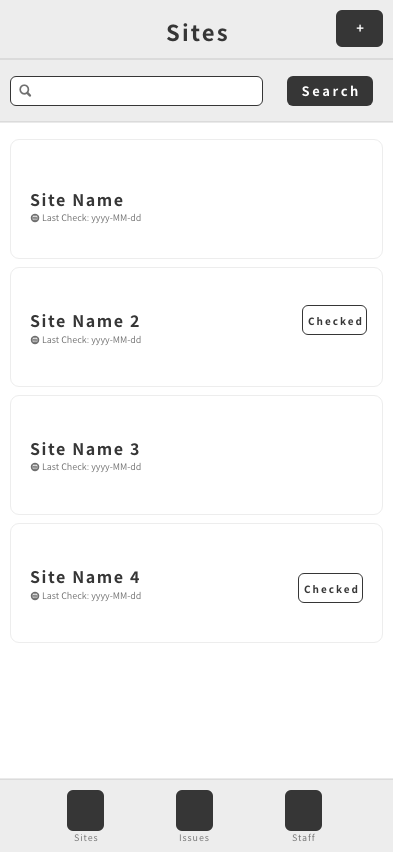 Sites
+
Search
Site Name
Last Check: yyyy-MM-dd
Site Name 2
Last Check: yyyy-MM-dd
Checked
Site Name 3
Last Check: yyyy-MM-dd
Site Name 4
Last Check: yyyy-MM-dd
Checked
Sites
Issues
Staff